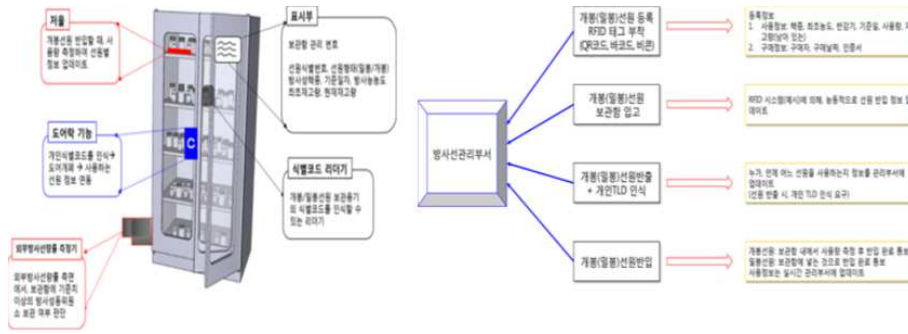 저울
개봉선원 반입할 때, 사
용량 측정하여 선원별
정보 업데이트
표시부
보관함 관리 번호
선원식별번호, 선원형태(밀봉/개봉)
방사성핵종, 기준일자, 방사능농도
최초재고량, 현재재고량
도어락 기능
개인식별코드를 인식→
도어개폐 → 사용하는
선원 정보 연동
C
식별코드 리더기
개봉/밀봉선원 보관용기
의 식별코드를 인식할 수
있는 리더기
외부방사선량률 측정기
외부방사선량률 측면
에서, 보관함에 기준치
이상의 방사성동위원
소 보관 여부 판단
방사선관리부서
개봉(밀봉)선원 등록
RFID 태그 부착
(QR코드, 바코드, 비콘)
등록정보
1. 사용정보: 핵종, 최초농도, 반감기, 기준일, 사용량,
고량(남아 있는)
2. 구매정보: 구매자, 구매날짜, 인증서
개봉(밀봉)선원
보관함 입고
RFID 시스템(예시)에 의해, 능동적으로 선원 반입 정보
데이트
개봉(밀봉)선원반출
+ 개인TLD 인식
누가, 언제 어느 선원을 사용하는지 정보를 관리부서에
업데이트
(선원 반출 시, 개인 TLD 인식 요구)
개봉(밀봉)선원반입
개봉선원: 보관함 내에서 사용량 측정 후 반입 완료 통보
밀봉선원: 보관함에 넣는 것으로 반입 완료 통보
사용정보는 실시간 관리부서에 업데이트